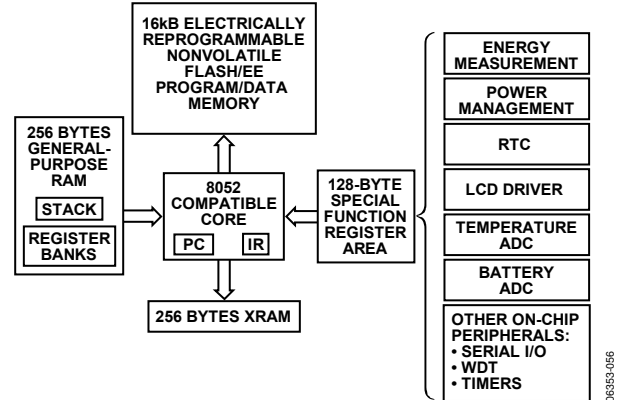 16kB ELECTRICALLY
REPROGRAMMABLE
NONVOLATILE
FLASH/EE
PROGRAM/DATA
MEMORY
256 BYTES
GENERAL-
PURPOSE
RAM
STACK
REGISTER
BANKS
8052
COMPATIBLE
CORE
PC
IR
256 BYTES XRAM
128-BYTE
SPECIAL
FUNCTION
REGISTER
AREA
ENERGY
MEASUREMENT
POWER
MANAGEMENT
RTC
LCD DRIVER
TEMPERATURE
ADC
BATTERY
ADC
OTHER ON-CHIP
PERIPHERALS:
• SERIAL I/O
• WDT
• TIMERS
06353-056